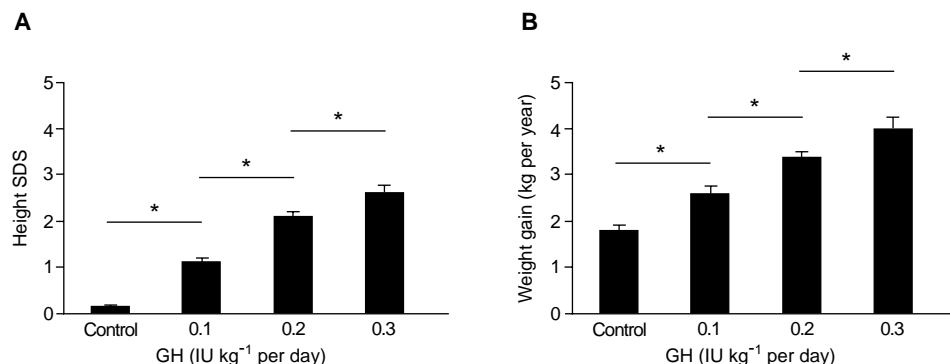 A
Height SDS
5
4
3
2
1
0
*
*
*
Control 0.1 0.2 0.3
GH (IU kg⁻¹ per day)
B
Weight gain (kg per year)
5
4
3
2
1
0
*
*
*
Control 0.1 0.2 0.3
GH (IU kg⁻¹ per day)